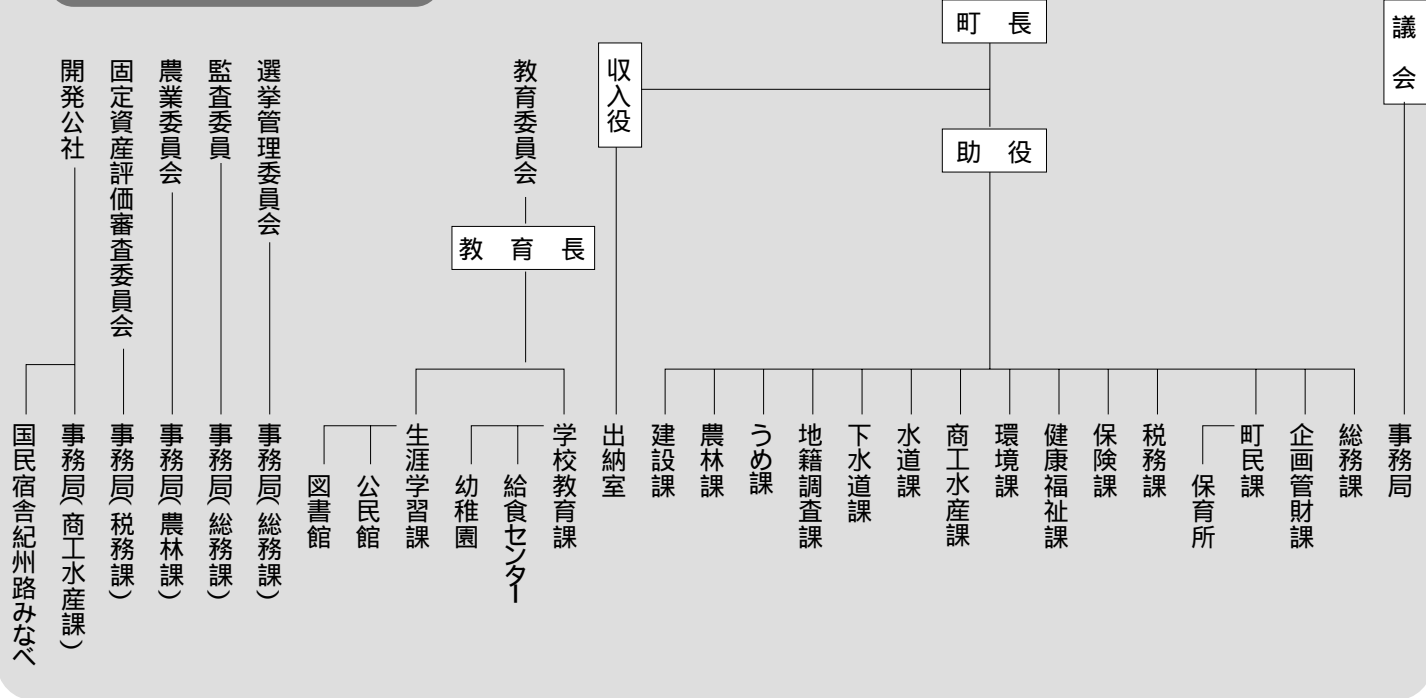 議会
事務局
町長
助役
総務課
企画管財課
町民課
保育所
税務課
保険課
健康福祉課
環境課
商工水産課
水道課
下水道課
地籍調査課
うめ課
農林課
建設課
収入役
出納室
教育委員会
教育長
学校教育課
給食センター
幼稚園
生涯学習課
公民館
図書館
選挙管理委員会
事務局(総務課)
監査委員
事務局(総務課)
農業委員会
事務局(農林課)
固定資産評価審査委員会
事務局(税務課)
開発公社
事務局(商工水産課)
国民宿舎紀州路みなべ